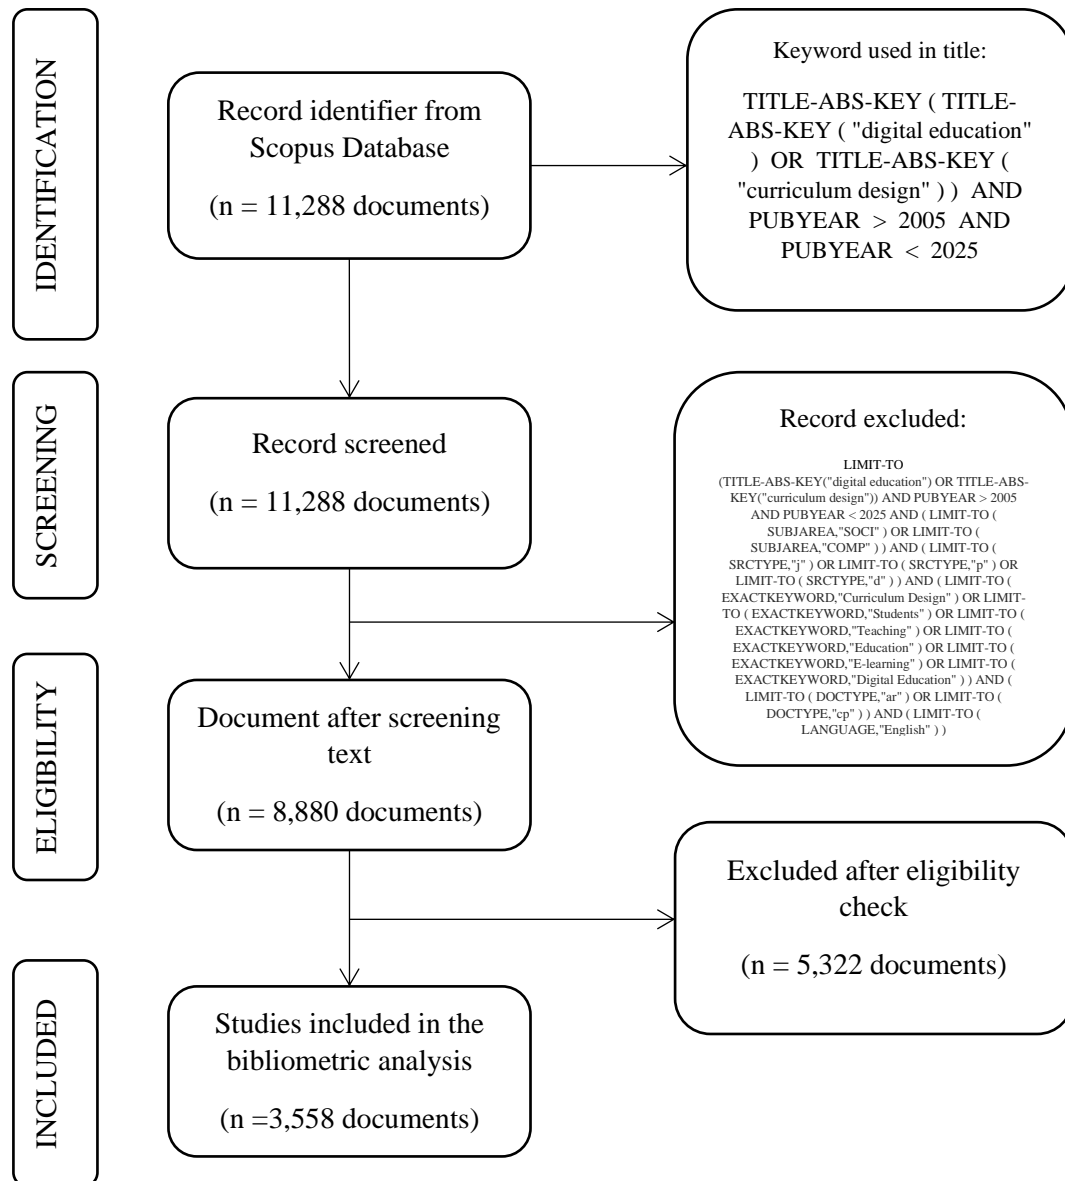 IDENTIFICATION
Record identifier from
Scopus Database
(n = 11,288 documents)
Keyword used in title:
TITLE-ABS-KEY ( TITLE-
ABS-KEY ( "digital education"
) OR TITLE-ABS-KEY (
"curriculum design" ) ) AND
PUBYEAR > 2005 AND
PUBYEAR < 2025
SCREENING
Record screened
(n = 11,288 documents)
Record excluded:
LIMIT-TO
(TITLE-ABS-KEY("digital education") OR TITLE-ABS-
KEY("curriculum design")) AND PUBYEAR > 2005
AND PUBYEAR < 2025 AND ( LIMIT-TO (
SUBJAREA,"SOCI" ) OR LIMIT-TO (
SUBJAREA,"COMP" ) ) AND ( LIMIT-TO (
SRCTYPE,"j" ) OR LIMIT-TO ( SRCTYPE,"p" ) OR
LIMIT-TO ( SRCTYPE,"d" ) ) AND ( LIMIT-TO (
EXACTKEYWORD,"Curriculum Design" ) OR LIMIT-
TO ( EXACTKEYWORD,"Students" ) OR LIMIT-TO (
EXACTKEYWORD,"Teaching" ) OR LIMIT-TO (
EXACTKEYWORD,"Education" ) OR LIMIT-TO (
EXACTKEYWORD,"E-learning" ) OR LIMIT-TO (
EXACTKEYWORD,"Digital Education" ) ) AND (
LIMIT-TO ( DOCTYPE,"ar" ) OR LIMIT-TO (
DOCTYPE,"cp" ) ) AND ( LIMIT-TO (
LANGUAGE,"English" ) )
ELIGIBILITY
Document after screening
text
(n = 8,880 documents)
Excluded after eligibility
check
(n = 5,322 documents)
INCLUDED
Studies included in the
bibliometric analysis
(n =3,558 documents)